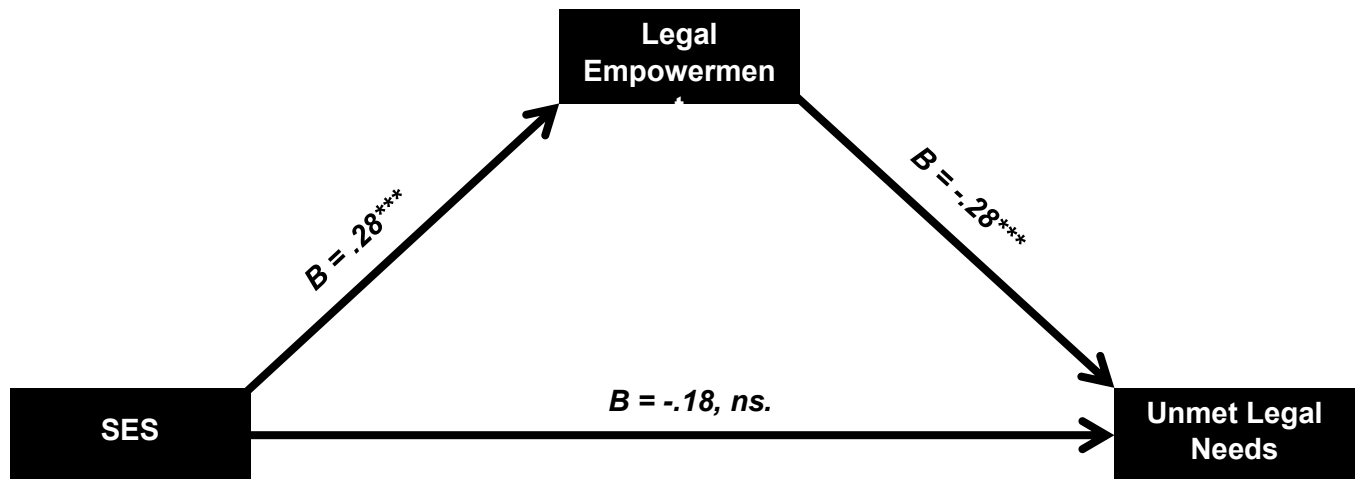 Legal
Empowermen
t
B = .28***
B = -.28***
B = -.18, ns.
SES
Unmet Legal
Needs